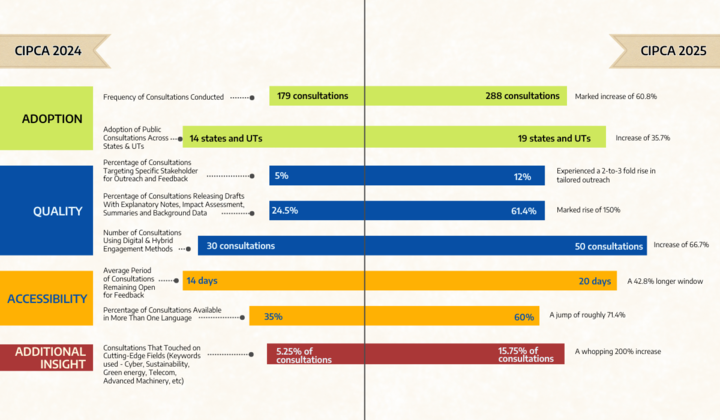 CIPCA 2024
CIPCA 2025
ADOPTION
Frequency of Consultations Conducted
179 consultations
288 consultations
Marked increase of 60.8%
Adoption of Public
Consultations Across
States & UTs
14 states and UTs
19 states and UTs
Increase of 35.7%
QUALITY
Percentage of Consultations
Targeting Specific Stakeholder
for Outreach and Feedback
5%
12%
Experienced a 2-to-3 fold rise in
tailored outreach
Percentage of Consultations Releasing Drafts
With Explanatory Notes, Impact Assessment,
Summaries and Background Data
24.5%
61.4%
Marked rise of 150%
Number of Consultations
Using Digital & Hybrid
Engagement Methods
30 consultations
50 consultations
Increase of 66.7%
ACCESSIBILITY
Average Period
of Consultations
Remaining Open
for Feedback
14 days
20 days
A 42.8% longer window
Percentage of Consultations Available
in More Than One Language
35%
60%
A jump of roughly 71.4%
ADDITIONAL
INSIGHT
Consultations That Touched on
Cutting-Edge Fields (Keywords
used - Cyber, Sustainability,
Green energy, Telecom,
Advanced Machinery, etc)
5.25% of
consultations
15.75% of
consultations
A whopping 200% increase